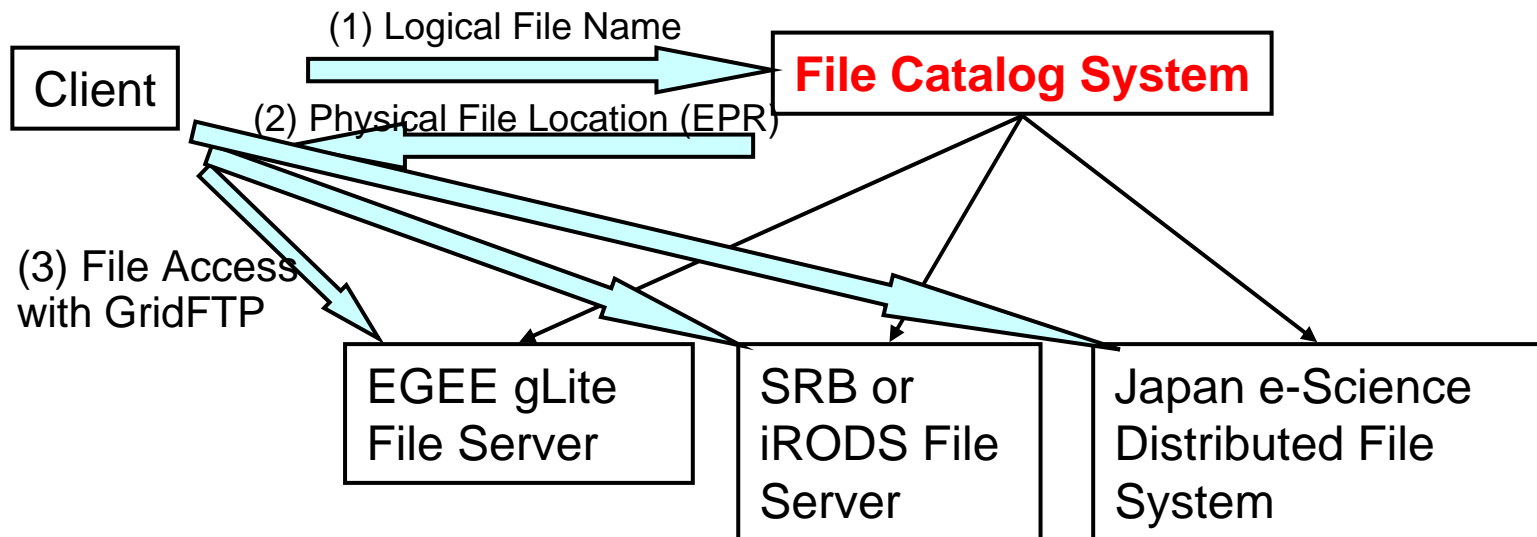 (1) Logical File Name
Client
File Catalog System
(2) Physical File Location (EPR)
(3) File Access
with GridFTP
EGEE gLite
File Server
SRB or
iRODS File
Server
Japan e-Science
Distributed File
System